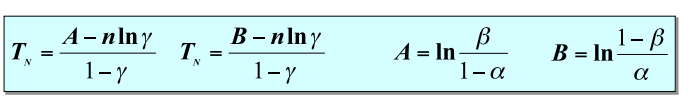 T_N = (A − n ln γ) / (1 − γ)   T_N = (B − n ln γ) / (1 − γ)   A = ln β / (1 − α)   B = ln (1 − β) / α